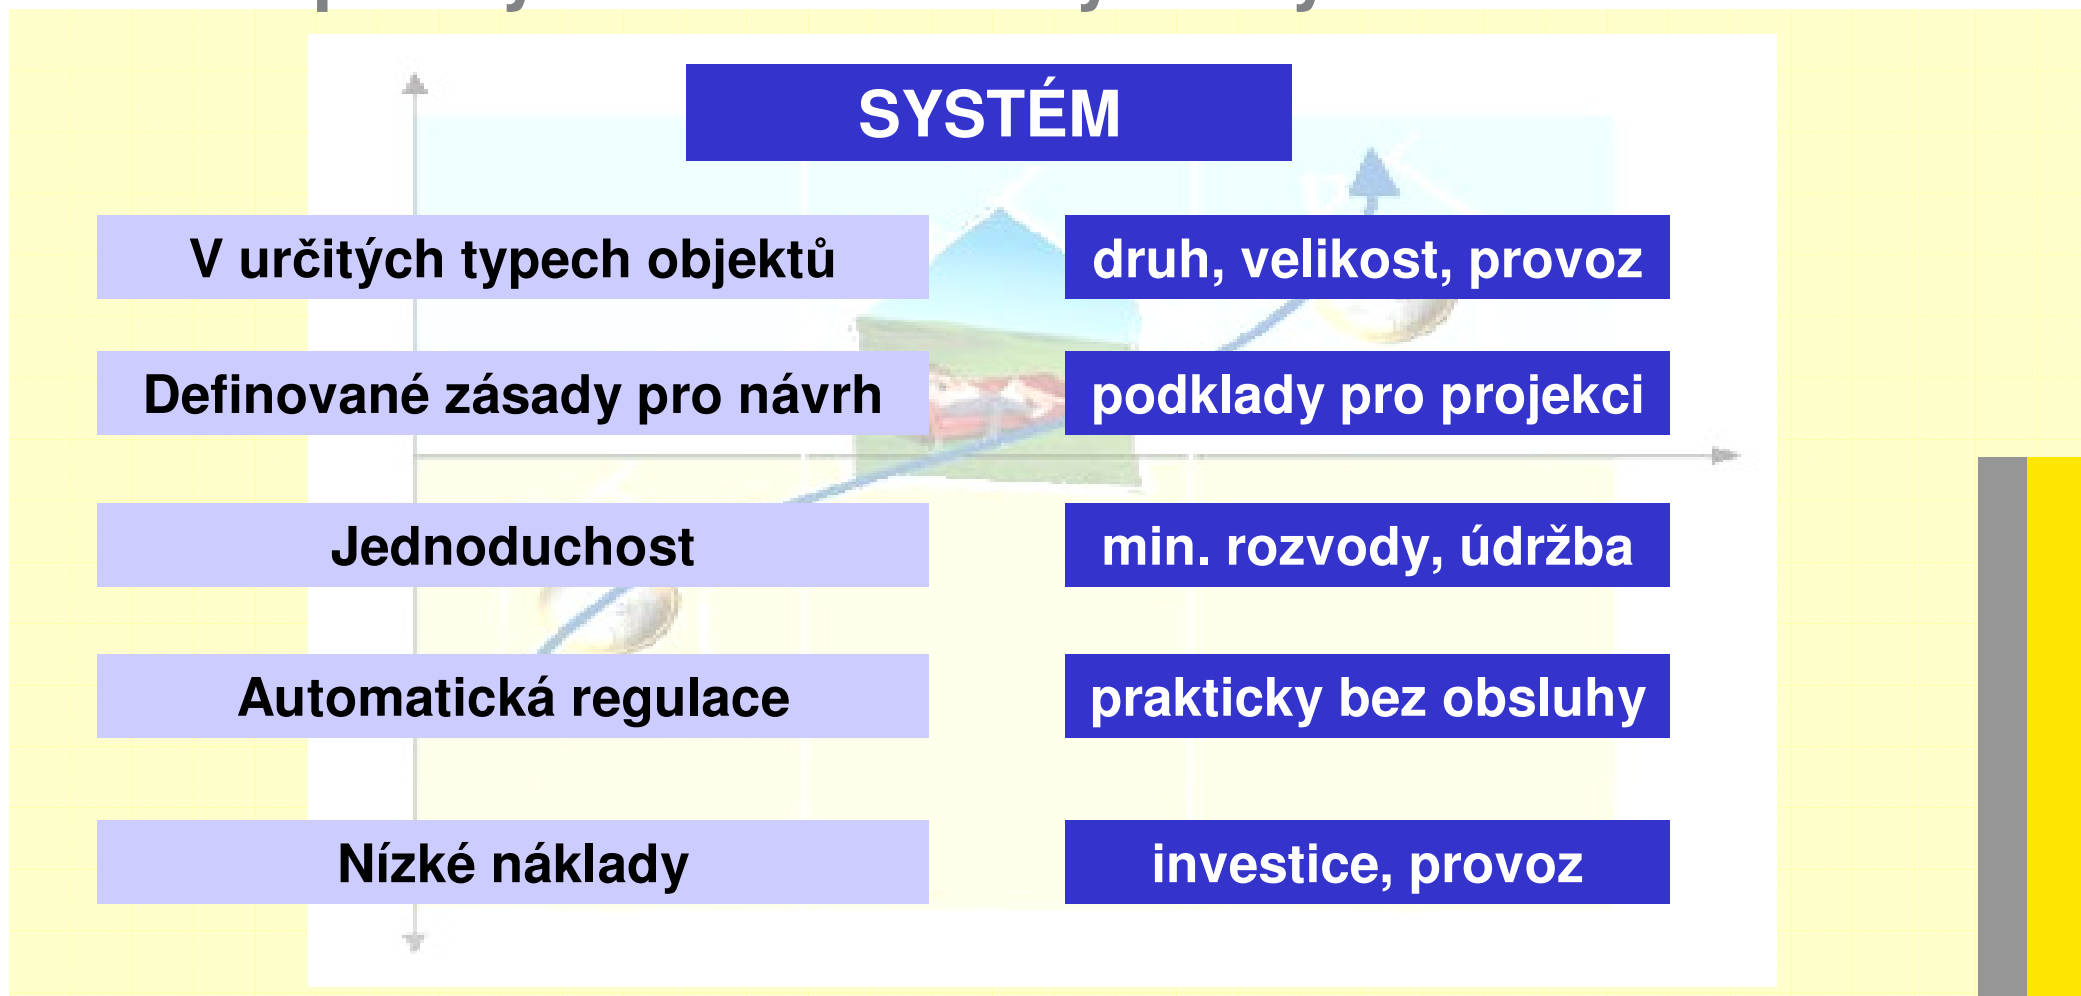 SYSTÉM
V určitých typech objektů
druh, velikost, provoz
Definované zásady pro návrh
podklady pro projekci
Jednoduchost
min. rozvody, údržba
Automatická regulace
prakticky bez obsluhy
Nízké náklady
investice, provoz